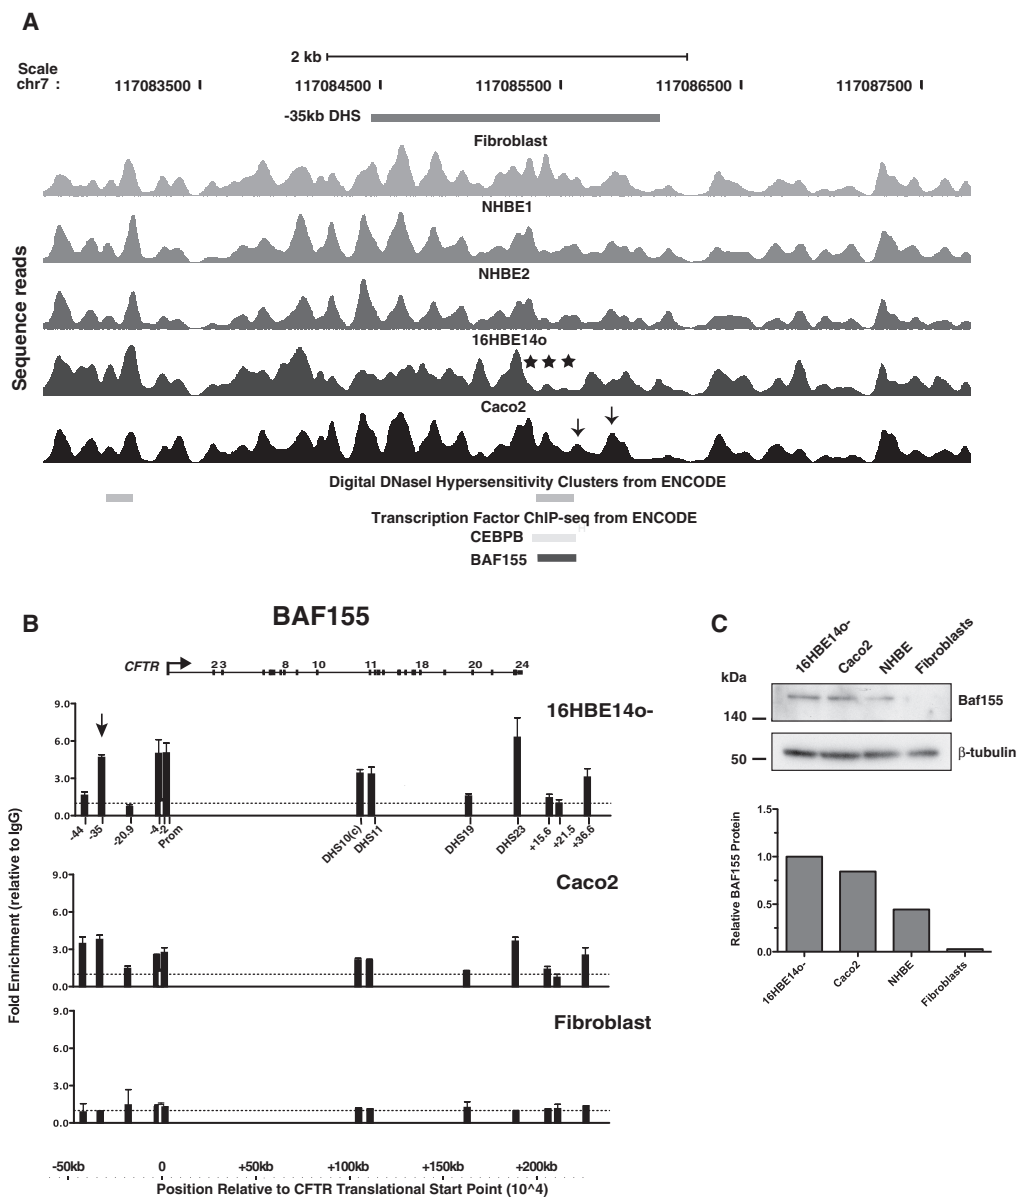 A
2 kb
Scale
chr7 :
117083500
117084500
117085500
117086500
117087500
-35kb DHS
Sequence reads
Fibroblast
NHBE1
NHBE2
16HBE14o
Caco2
Digital DNaseI Hypersensitivity Clusters from ENCODE
Transcription Factor ChIP-seq from ENCODE
CEBPB
BAF155
B
BAF155
CFTR
2 3 8 10 11 18 20 24
Fold Enrichment (relative to IgG)
16HBE14o-
9.0
6.0
3.0
0.0
-44
-35
-20.9
-4
-2
Prom
DHS10(c)
DHS11
DHS19
DHS23
+15.6
+21.5
+36.6
Caco2
9.0
6.0
3.0
0.0
Fibroblast
9.0
6.0
3.0
0.0
-50kb 0 +50kb +100kb +150kb +200kb
Position Relative to CFTR Translational Start Point (10^4)
C
16HBE14o-
Caco2
NHBE
Fibroblasts
kDa
140
Baf155
50
β-tubulin
Relative BAF155 Protein
1.5
1.0
0.5
0.0
16HBE14o-
Caco2
NHBE
Fibroblasts